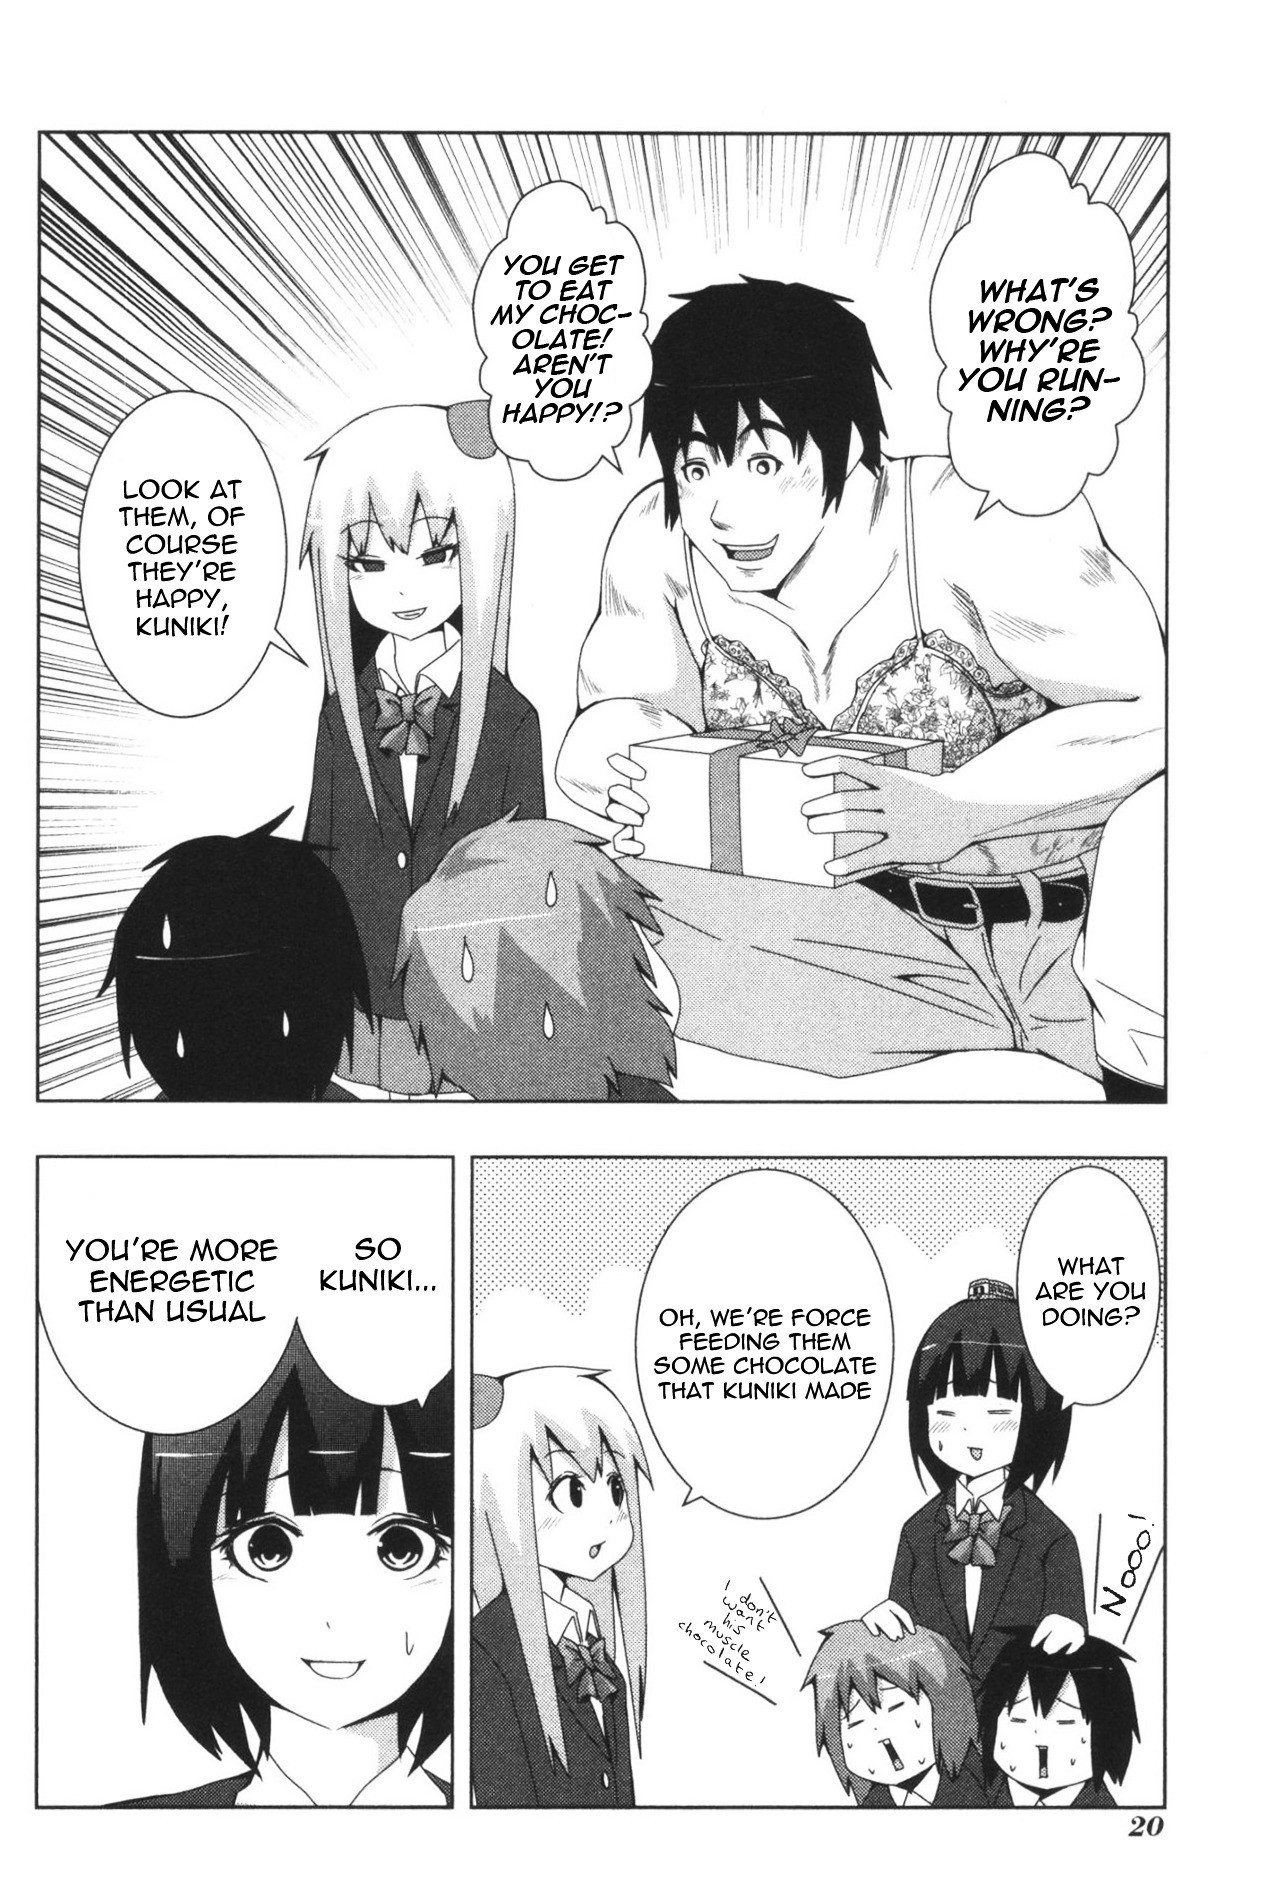 WHAT'S
WRONG?
WHY'RE
YOU RUN-
NING?
YOU GET
TO EAT
MY CHOC-
OLATE!
AREN'T
YOU
HAPPY!?
LOOK AT
THEM, OF
COURSE
THEY'RE
HAPPY,
KUNIKI!
WHAT
ARE YOU
DOING?
OH, WE'RE FORCE
FEEDING THEM
SOME CHOCOLATE
THAT KUNIKI MADE
Nooo!
I don't
want
his
muscle
chocolate!
SO
KUNIKI...
YOU'RE MORE
ENERGETIC
THAN USUAL
20